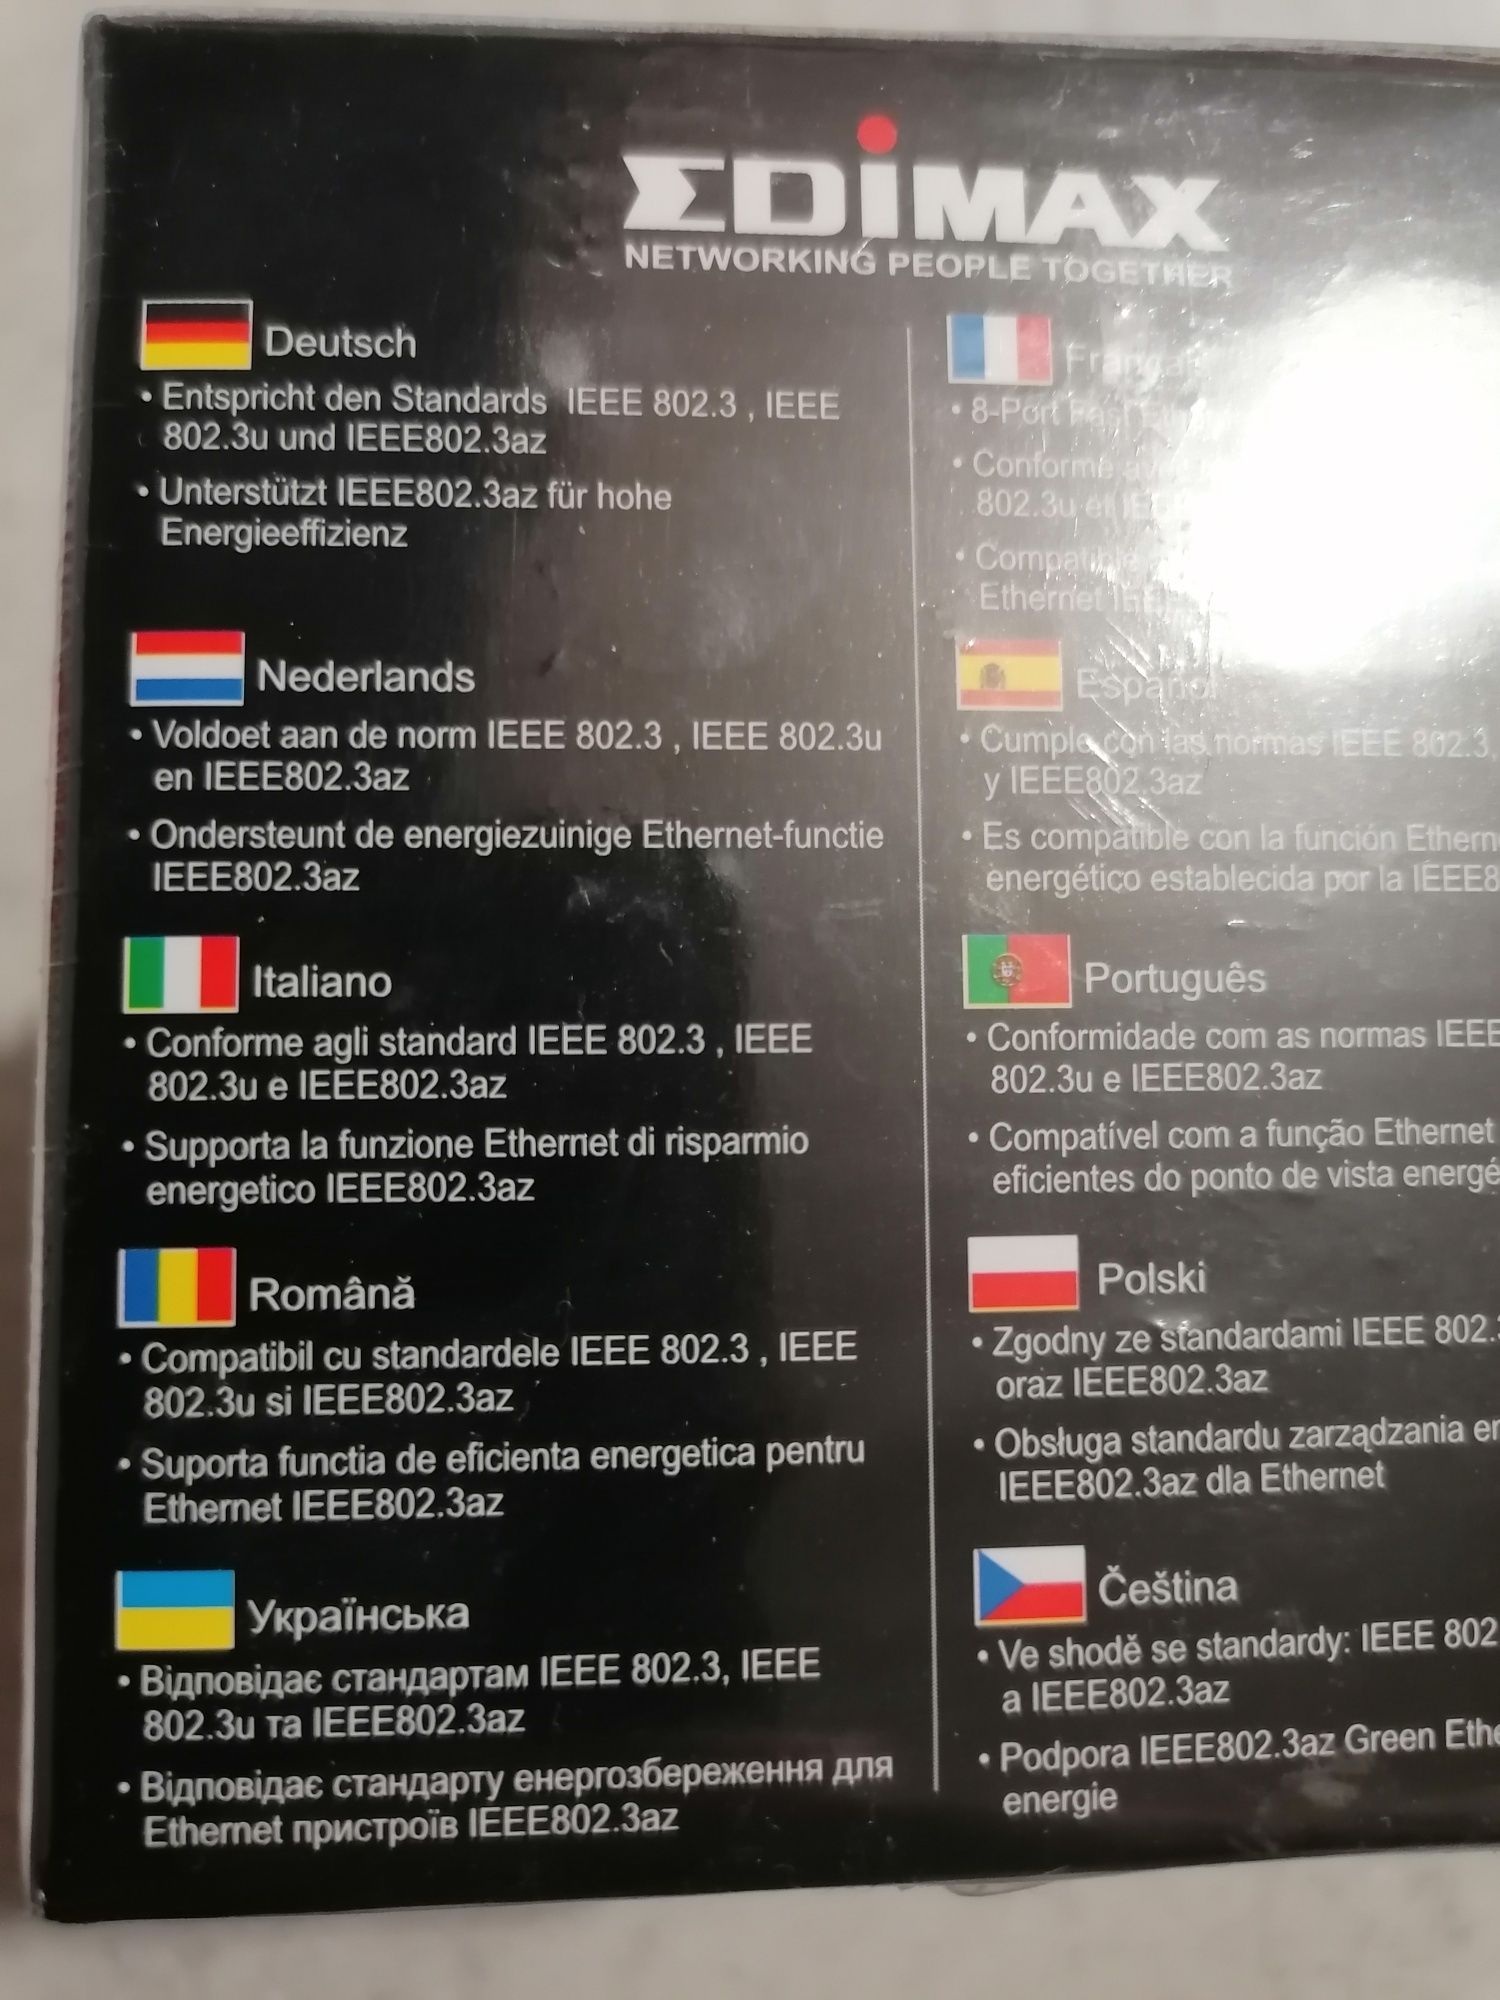 EDiMAX
NETWORKING PEOPLE TOGETHER
Deutsch
• Entspricht den Standards IEEE 802.3 , IEEE
802.3u und IEEE802.3az
• Unterstützt IEEE802.3az für hohe
Energieeffizienz
Nederlands
• Voldoet aan de norm IEEE 802.3 , IEEE 802.3u
en IEEE802.3az
• Ondersteunt de energiezuinige Ethernet-functie
IEEE802.3az
Italiano
• Conforme agli standard IEEE 802.3 , IEEE
802.3u e IEEE802.3az
• Supporta la funzione Ethernet di risparmio
energetico IEEE802.3az
Română
• Compatibil cu standardele IEEE 802.3 , IEEE
802.3u si IEEE802.3az
• Suporta functia de eficienta energetica pentru
Ethernet IEEE802.3az
Українська
• Відповідає стандартам IEEE 802.3, IEEE
802.3u та IEEE802.3az
• Відповідає стандарту енергозбереження для
Ethernet пристроїв IEEE802.3az
Français
• 8-Port Fast
• Conforme
802.3u et
• Compatible
Ethernet
Español
• Cumple con las normas IEEE 802.3,
y IEEE802.3az
• Es compatible con la función
energético establecida por la
Português
• Conformidade com as normas IEEE
802.3u e IEEE802.3az
• Compatível com a função Ethernet
eficientes do ponto de vista
Polski
• Zgodny ze standardami IEEE
oraz IEEE802.3az
• Obsługa standardu zarządzania
IEEE802.3az dla Ethernet
Čeština
• Ve shodě se standardy: IEEE 802
a IEEE802.3az
• Podpora IEEE802.3az Green
energie